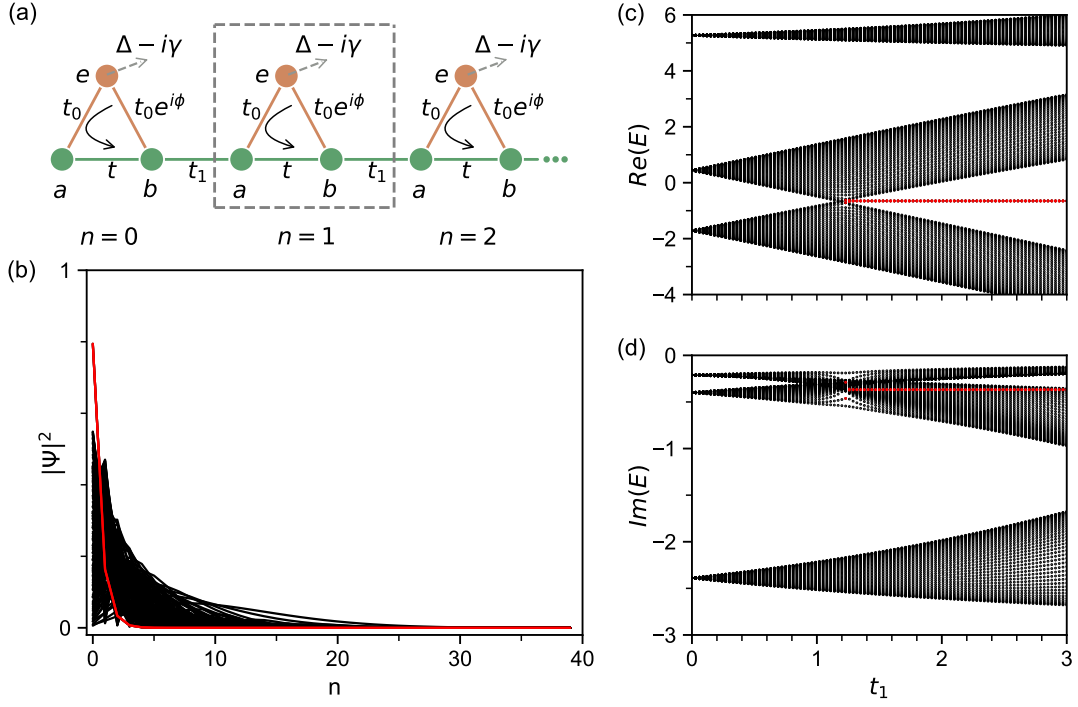 (a)
Δ − iγ Δ − iγ Δ − iγ
e e e
t₀ t₀e^{iϕ} t₀ t₀e^{iϕ} t₀ t₀e^{iϕ}
t t₁ t t₁ t
a b a b a b
n = 0 n = 1 n = 2
(b)
1
|Ψ|²
0
0 10 20 30 40
n
(c)
6
4
2
0
−2
−4
Re(E)
(d)
0
−1
−2
−3
Im(E)
0 1 2 3
t₁